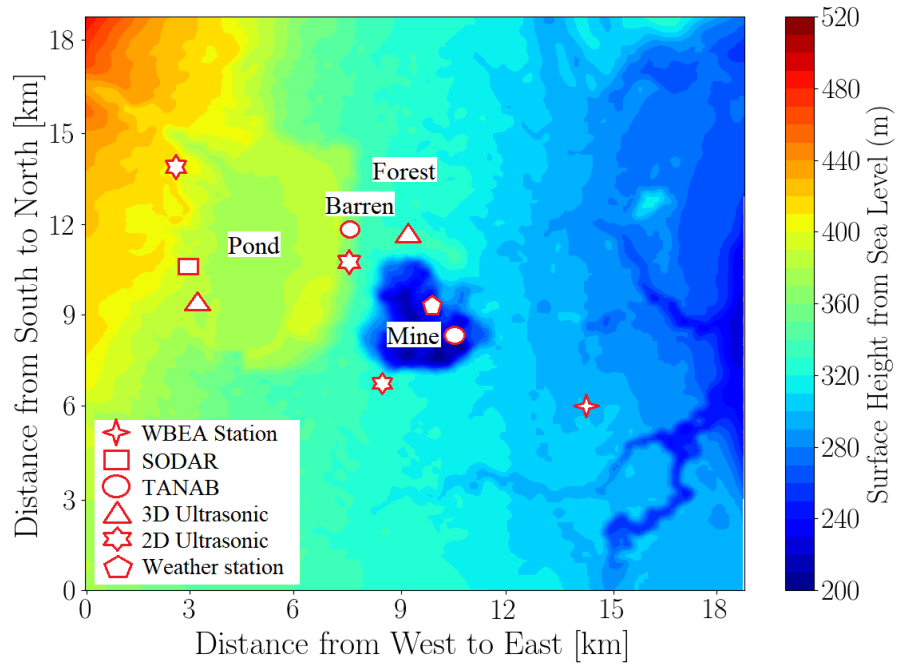 Distance from South to North [km]
18
15
12
9
6
3
0
Forest
Barren
Pond
Mine
WBEA Station
SODAR
TANAB
3D Ultrasonic
2D Ultrasonic
Weather station
0
3
6
9
12
15
18
Distance from West to East [km]
520
480
440
400
360
320
280
240
200
Surface Height from Sea Level (m)